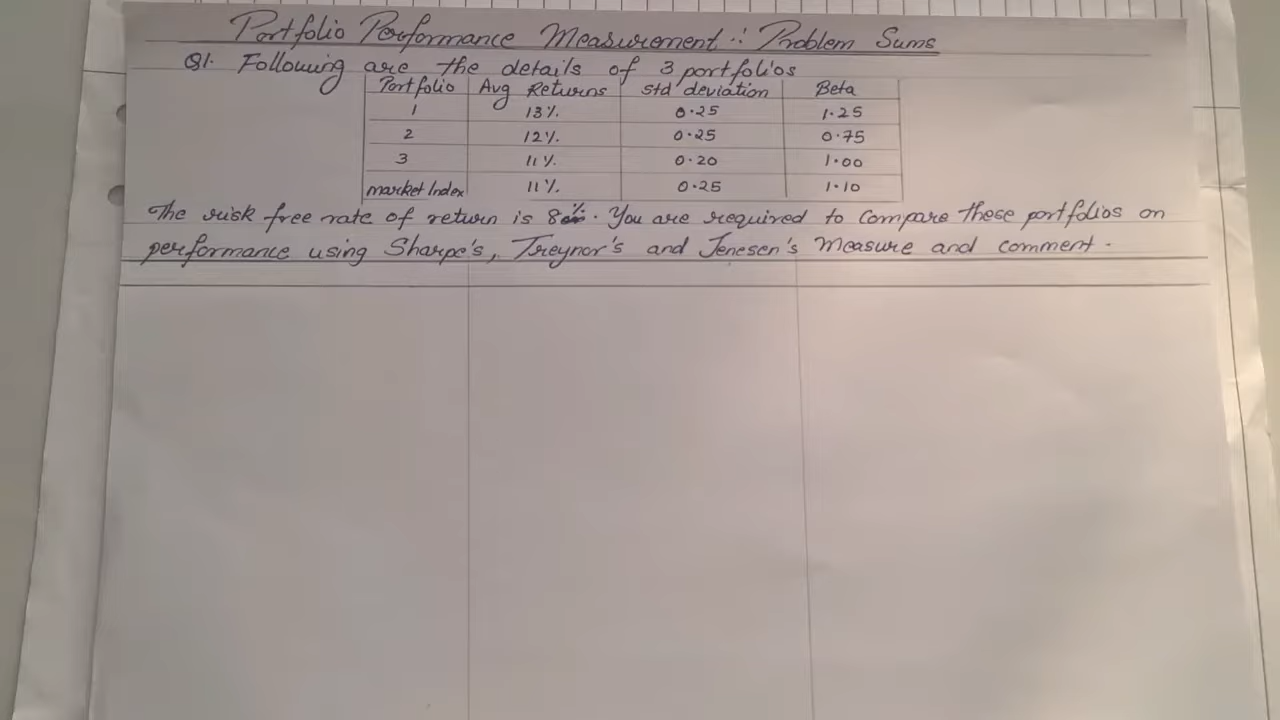 Portfolio Performance Measurement :- Problem Sums
Q1. Following are the details of 3 portfolios
Portfolio Avg Returns std deviation Beta
1 13%. 0.25 1.25
2 12%. 0.25 0.75
3 11%. 0.20 1.00
market Index 11%. 0.25 1.10
The risk free rate of return is 8%. You are required to compare these portfolios on
performance using Sharpe's, Treynor's and Jenesen's Measure and comment.